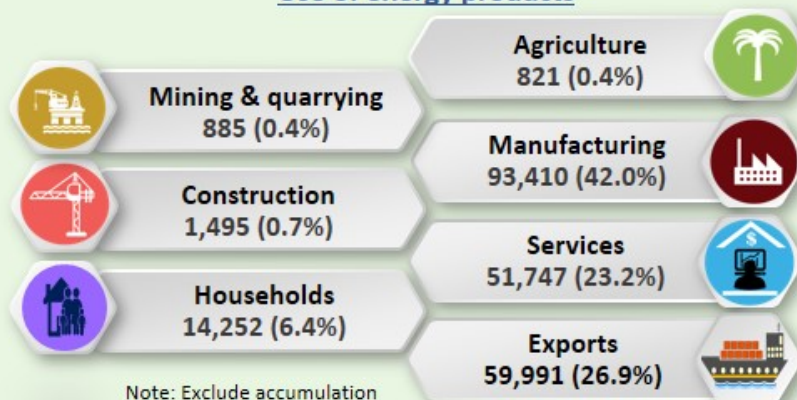 Agriculture
821 (0.4%)
Mining & quarrying
885 (0.4%)
Manufacturing
93,410 (42.0%)
Construction
1,495 (0.7%)
Services
51,747 (23.2%)
Households
14,252 (6.4%)
Exports
59,991 (26.9%)
Note: Exclude accumulation